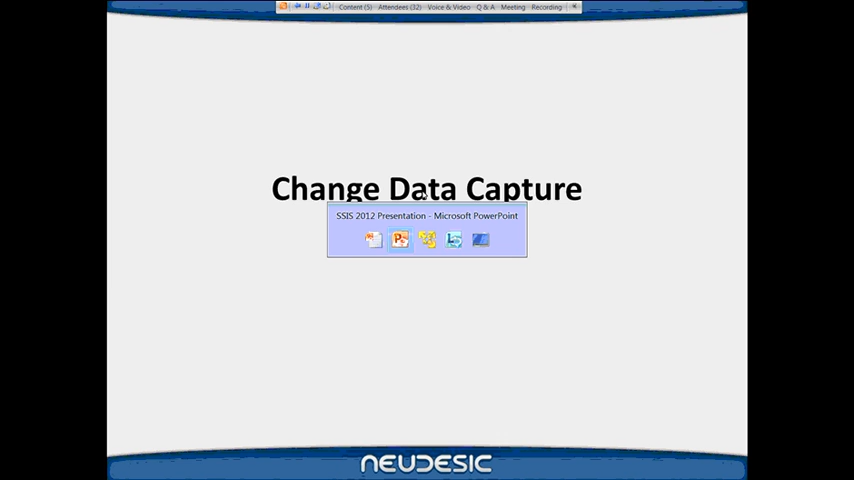 Content (5) Attendees (32) Voice & Video Q & A Meeting Recording
Change Data Capture
SSIS 2012 Presentation - Microsoft PowerPoint
NEUDESIC